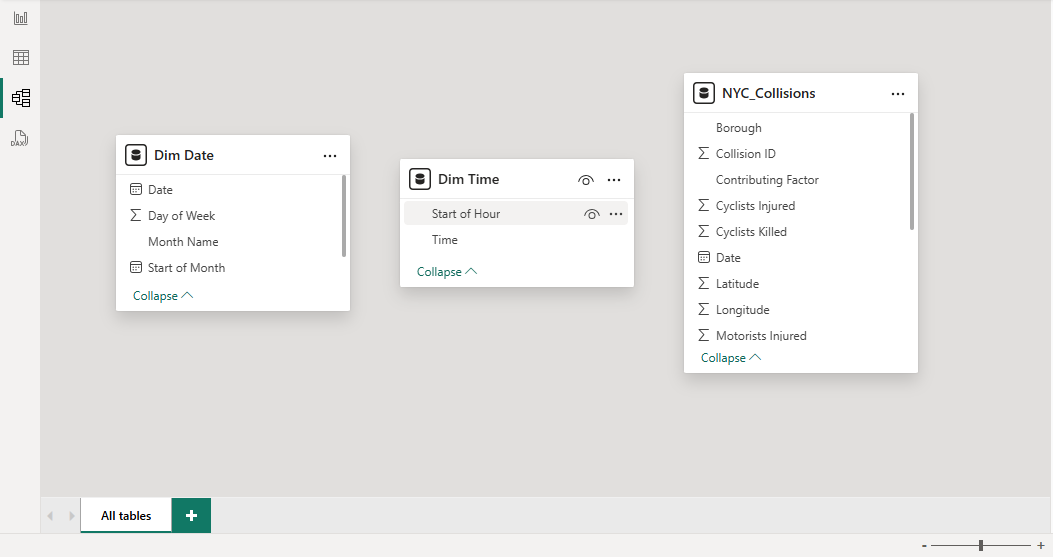 DAX
Dim Date
Date
Day of Week
Month Name
Start of Month
Collapse
Dim Time
Start of Hour
Time
Collapse
NYC_Collisions
Borough
Collision ID
Contributing Factor
Cyclists Injured
Cyclists Killed
Date
Latitude
Longitude
Motorists Injured
Collapse
All tables